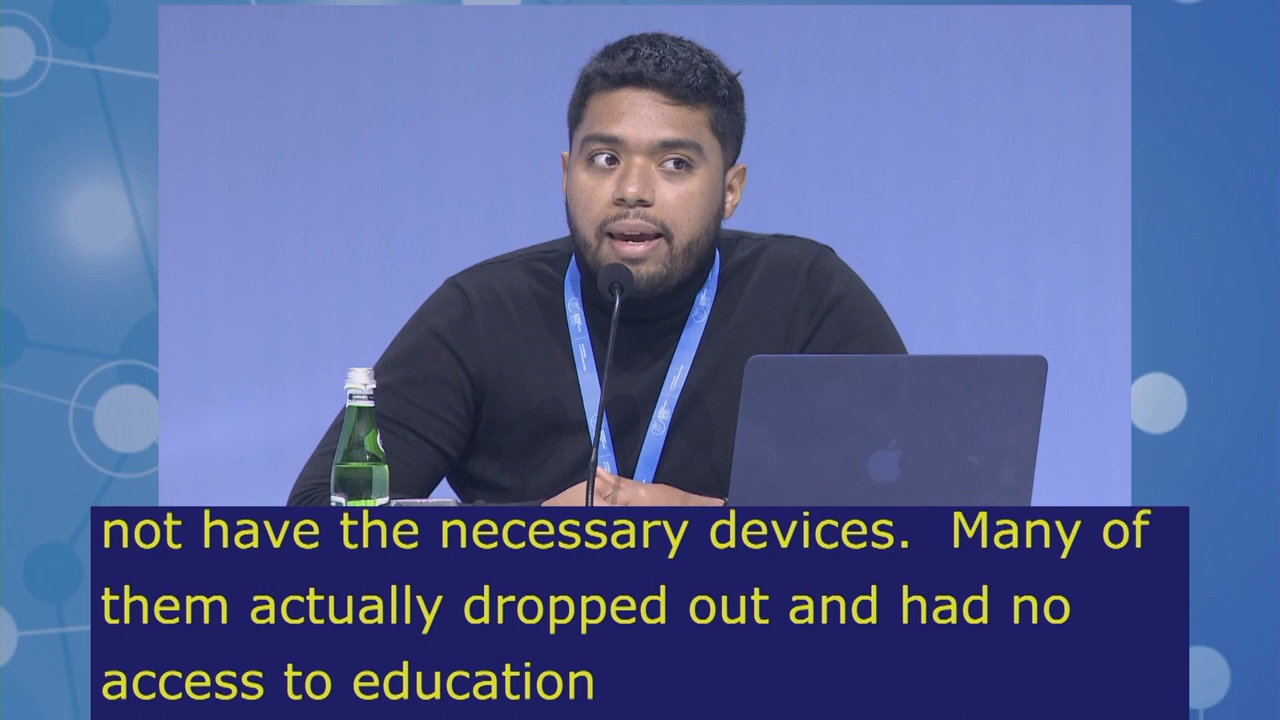 not have the necessary devices.  Many of
them actually dropped out and had no
access to education